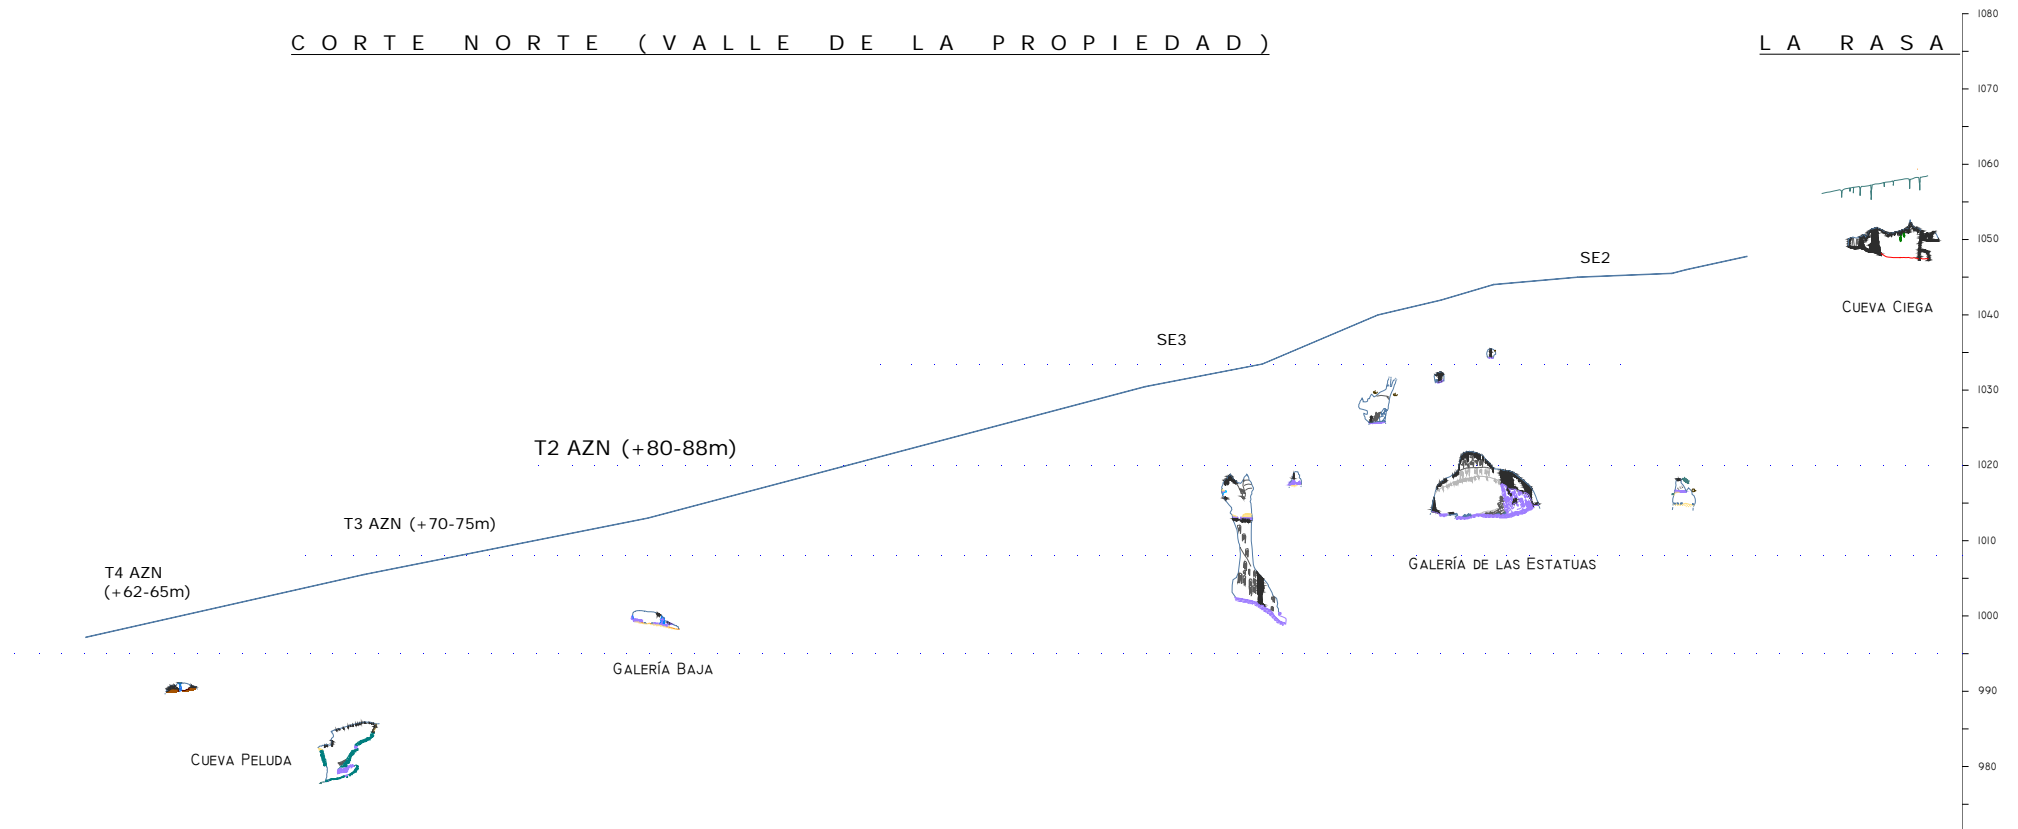 CORTE NORTE (VALLE DE LA PROPIEDAD)
LA RASA
1080
1070
1060
1050
SE2
CUEVA CIEGA
1040
SE3
1030
T2 AZN (+80-88m)
1020
T3 AZN (+70-75m)
1010
GALERÍA DE LAS ESTATUAS
T4 AZN
(+62-65m)
1000
GALERÍA BAJA
990
CUEVA PELUDA
980